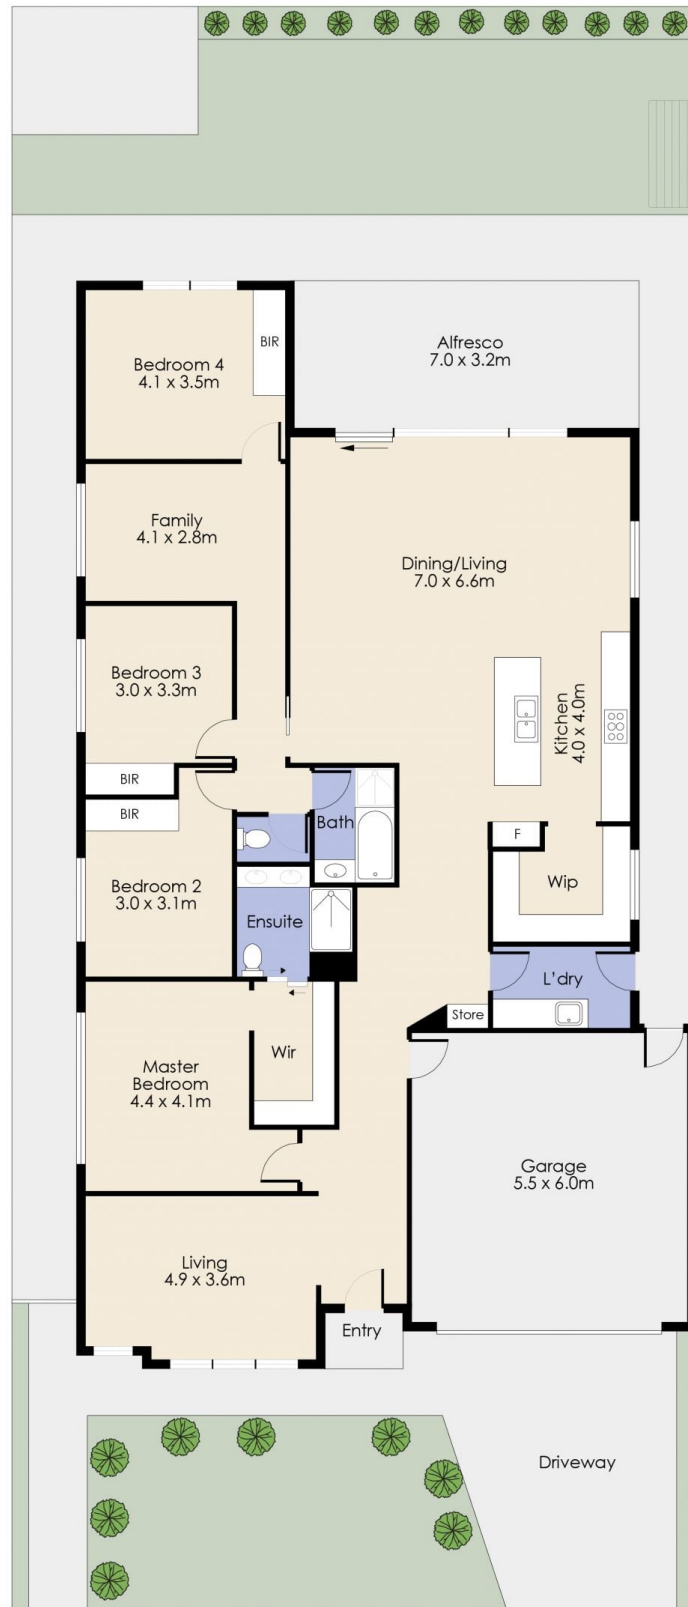 Bedroom 4
4.1 x 3.5m
BIR
Alfresco
7.0 x 3.2m
Family
4.1 x 2.8m
Dining/Living
7.0 x 6.6m
Bedroom 3
3.0 x 3.3m
BIR
Kitchen
4.0 x 4.0m
BIR
Bath
F
Bedroom 2
3.0 x 3.1m
Wip
Ensuite
L'dry
Store
Wir
Master
Bedroom
4.4 x 4.1m
Garage
5.5 x 6.0m
Living
4.9 x 3.6m
Entry
Driveway